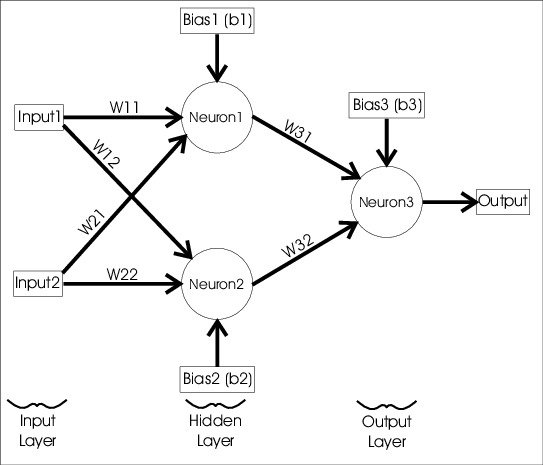 Bias1 (b1)
Input1
W11
Neuron1
W31
Bias3 (b3)
W12
W21
Neuron3
Output
Input2
W22
Neuron2
W32
Bias2 (b2)
Input
Layer
Hidden
Layer
Output
Layer